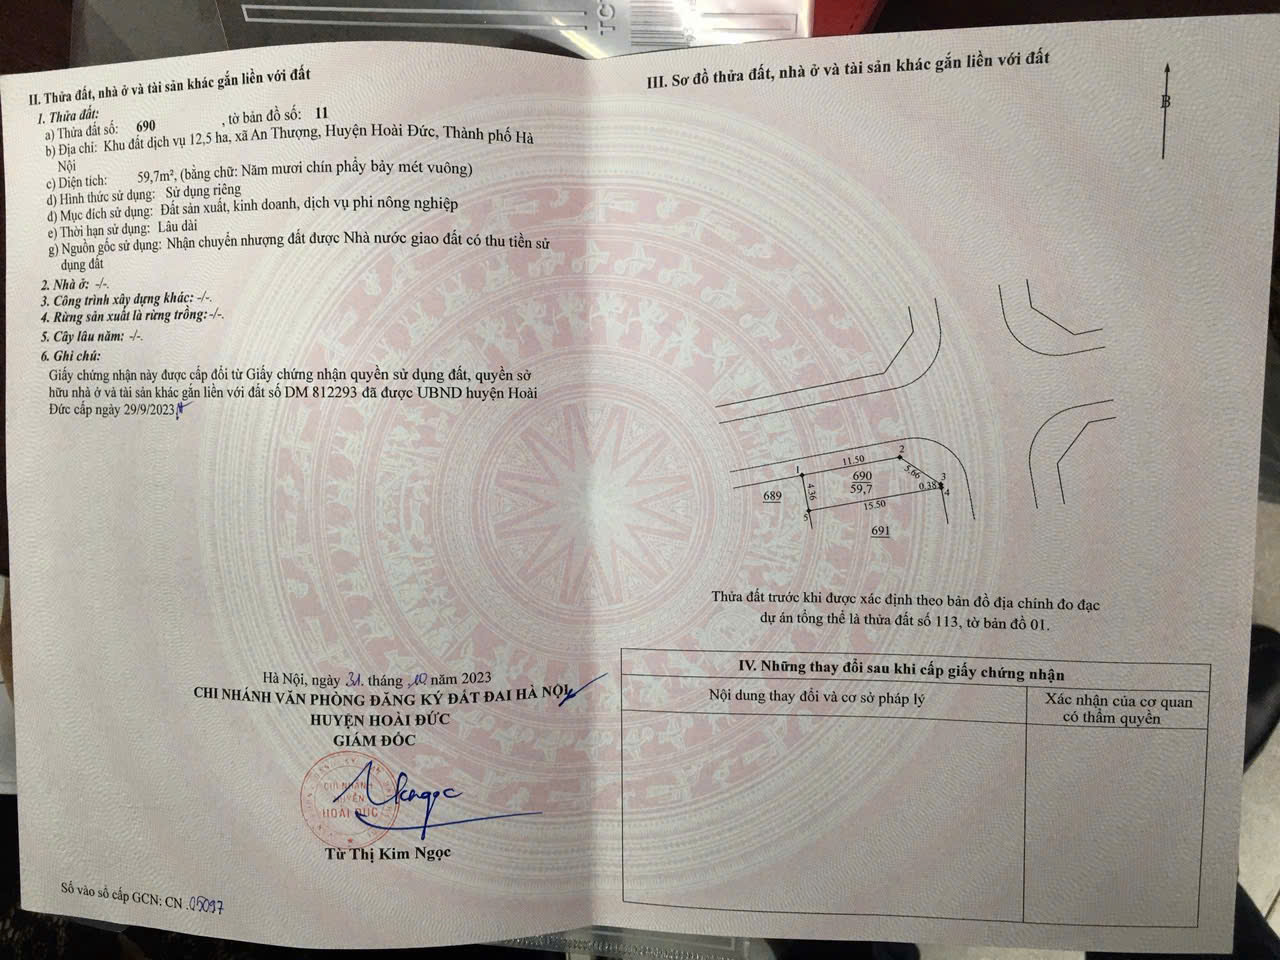 II. Thửa đất, nhà ở và tài sản khác gắn liền với đất
1. Thửa đất:
a) Thửa đất số: 690 , tờ bản đồ số: 11
b) Địa chỉ: Khu đất dịch vụ 12,5 ha, xã An Thượng, Huyện Hoài Đức, Thành phố Hà
Nội
c) Diện tích: 59,7m², (bằng chữ: Năm mươi chín phẩy bảy mét vuông)
d) Hình thức sử dụng: Sử dụng riêng
đ) Mục đích sử dụng: Đất sản xuất, kinh doanh, dịch vụ phi nông nghiệp
e) Thời hạn sử dụng: Lâu dài
g) Nguồn gốc sử dụng: Nhận chuyển nhượng đất được Nhà nước giao đất có thu tiền sử
dụng đất
2. Nhà ở: -/-.
3. Công trình xây dựng khác: -/-.
4. Rừng sản xuất là rừng trồng: -/-.
5. Cây lâu năm: -/-.
6. Ghi chú:
Giấy chứng nhận này được cấp đổi từ Giấy chứng nhận quyền sử dụng đất, quyền sở
hữu nhà ở và tài sản khác gắn liền với đất số DM 812293 đã được UBND huyện Hoài
Đức cấp ngày 29/9/2023
Hà Nội, ngày 31 tháng 10 năm 2023
CHI NHÁNH VĂN PHÒNG ĐĂNG KÝ ĐẤT ĐAI HÀ NỘI
HUYỆN HOÀI ĐỨC
GIÁM ĐỐC
CHI NHÁNH
HUYỆN
HOÀI ĐỨC
Từ Thị Kim Ngọc
Số vào sổ cấp GCN: CN 05097
III. Sơ đồ thửa đất, nhà ở và tài sản khác gắn liền với đất
B
1
11.50
2
5.66
3
0.38
4
690
59,7
4.36
15.50
5
689
691
Thửa đất trước khi được xác định theo bản đồ địa chính đo đạc
dự án tổng thể là thửa đất số 113, tờ bản đồ 01.
IV. Những thay đổi sau khi cấp giấy chứng nhận
Nội dung thay đổi và cơ sở pháp lý
Xác nhận của cơ quan
có thẩm quyền